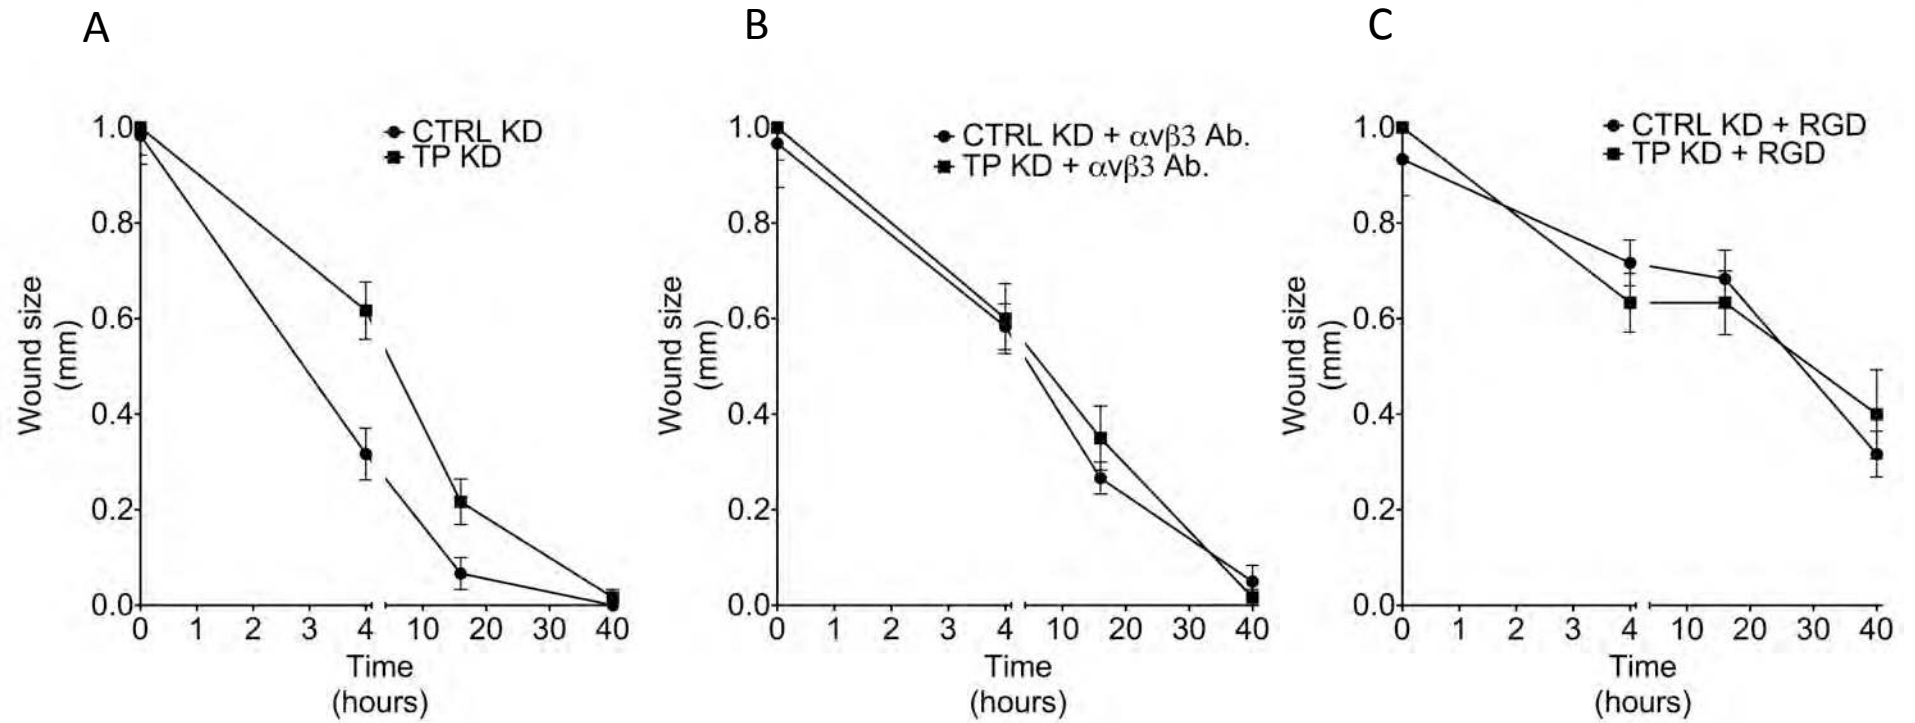 A
B
C
CTRL KD
TP KD
CTRL KD + αvβ3 Ab.
TP KD + αvβ3 Ab.
CTRL KD + RGD
TP KD + RGD
1.0
0.8
0.6
0.4
0.2
0.0
Wound size
(mm)
0 1 2 3 4 10 20 30 40
Time
(hours)
1.0
0.8
0.6
0.4
0.2
0.0
Wound size
(mm)
0 1 2 3 4 10 20 30 40
Time
(hours)
1.0
0.8
0.6
0.4
0.2
0.0
Wound size
(mm)
0 1 2 3 4 10 20 30 40
Time
(hours)